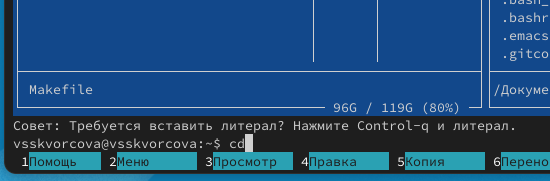 .bash_
.bashr
.emacs
.gitco
Makefile
/Докуме
96G / 119G (80%)
Совет: Требуется вставить литерал? Нажмите Control-q и литерал.
vsskvorcova@vsskvorcova:~$ cd
1Помощь 2Меню 3Просмотр 4Правка 5Копия 6Перено